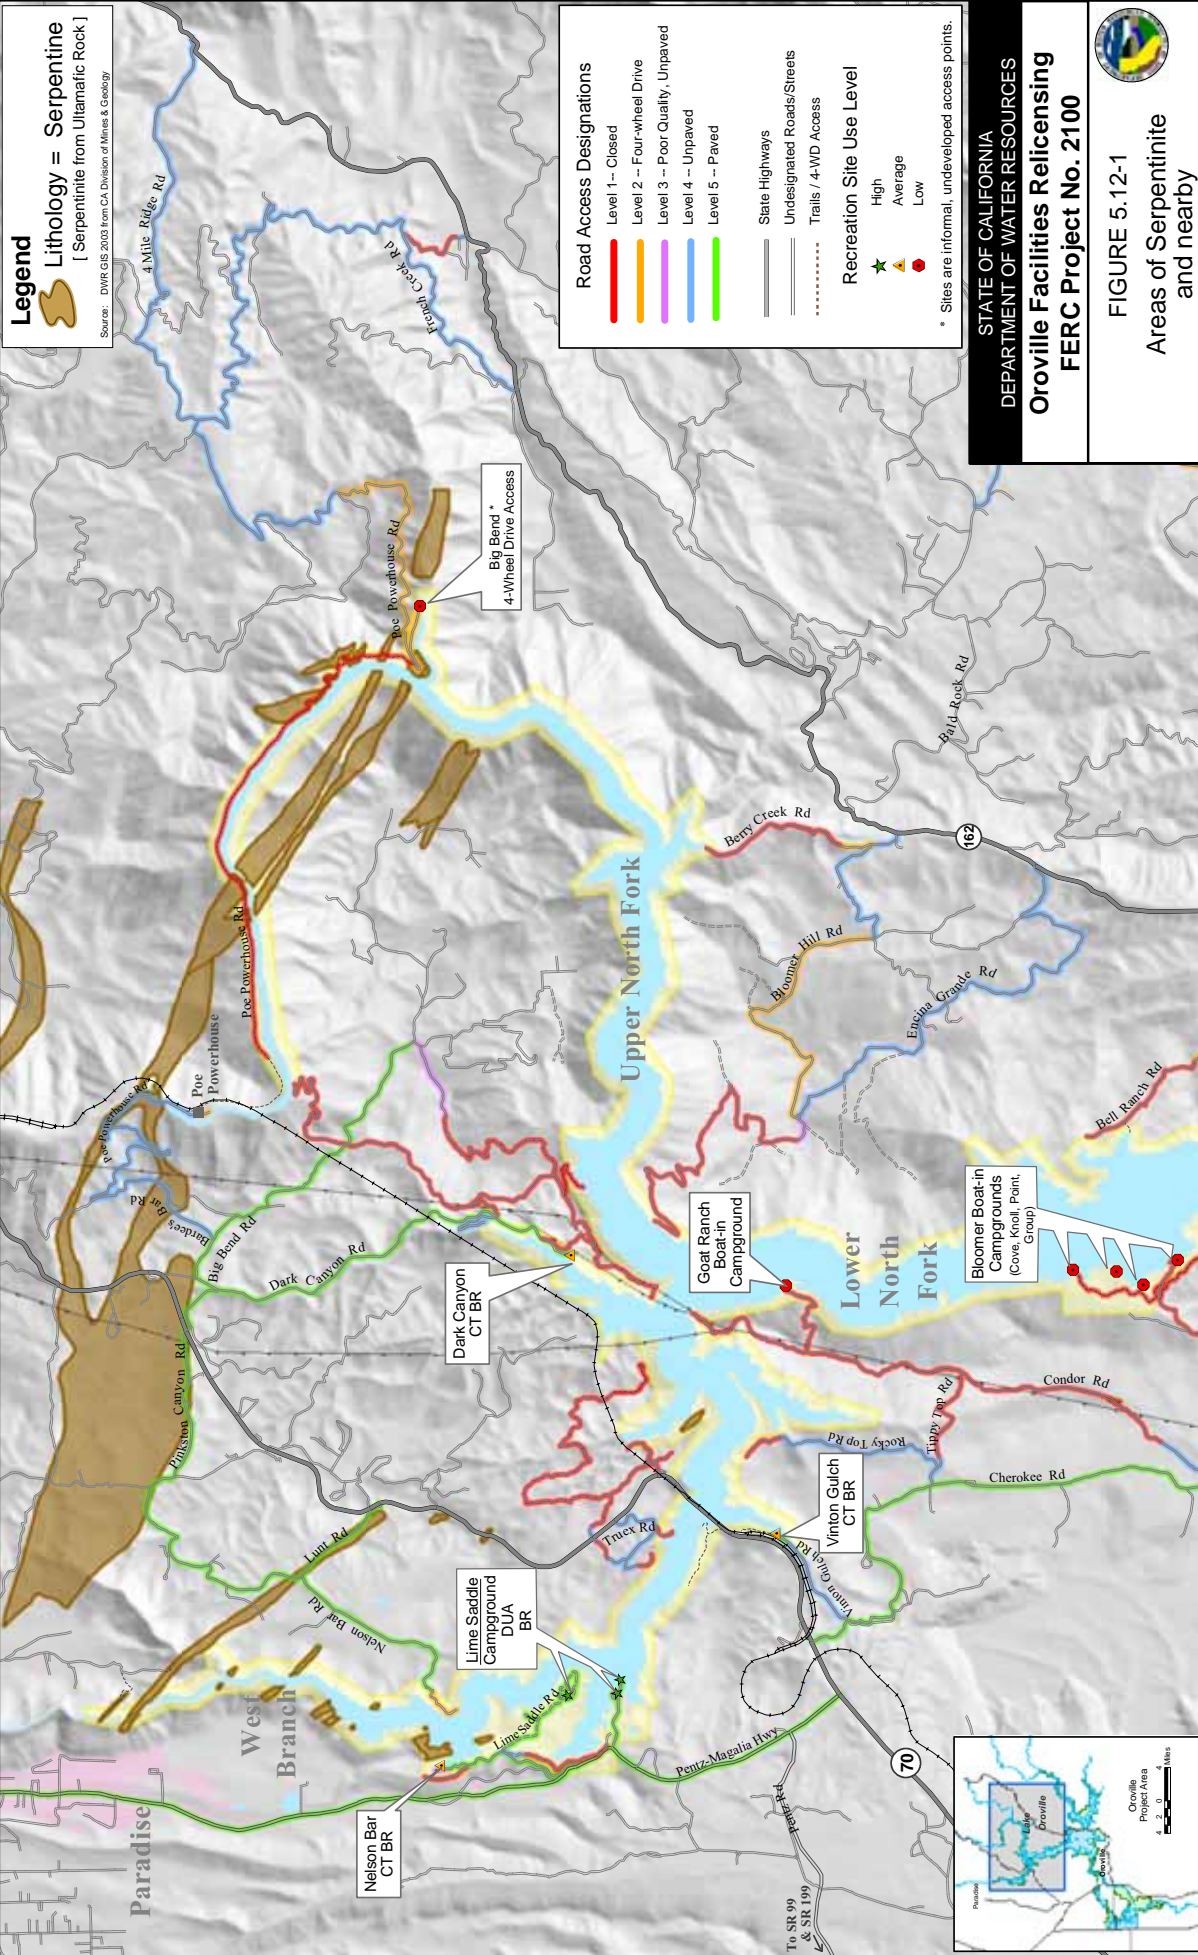 Legend
Lithology = Serpentine
[ Serpentinite from Ultamafic Rock ]
Source: DWR GIS 2003 from CA Division of Mines & Geology
Road Access Designations
Level 1-- Closed
Level 2 -- Four-wheel Drive
Level 3 -- Poor Quality, Unpaved
Level 4 -- Unpaved
Level 5 -- Paved
State Highways
Undesignated Roads/Streets
Trails / 4-WD Access
Recreation Site Use Level
High
Average
Low
* Sites are informal, undeveloped access points.
STATE OF CALIFORNIA
DEPARTMENT OF WATER RESOURCES
Oroville Facilities Relicensing
FERC Project No. 2100
FIGURE 5.12-1
Areas of Serpentinite
and nearby
4 Mile Ridge Rd
French Creek Rd
Poe Powerhouse Rd
Big Bend *
4-Wheel Drive Access
Bald Rock Rd
Berry Creek Rd
162
Upper North Fork
Bloomer Hill Rd
Encina Grande Rd
Bell Ranch Rd
Poe Powerhouse Rd
Poe
Powerhouse
Poe Powerhouse Rd
Bardee's Bar Rd
Big Bend Rd
Dark Canyon Rd
Pinkston Canyon Rd
Dark Canyon
CT BR
Goat Ranch
Boat-in
Campground
Lower
North
Fork
Bloomer Boat-in
Campgrounds
(Cove, Knoll, Point,
Group)
Condor Rd
Tippy Top Rd
Rocky Top Rd
Cherokee Rd
Vinton Gulch
CT BR
Vinton Gulch Rd
Truex Rd
Lunt Rd
Nelson Bar Rd
Lime Saddle
Campground
DUA
BR
Lime Saddle Rd
West
Branch
Nelson Bar
CT BR
Paradise
Pentz-Magalia Hwy
Pentz Rd
70
To SR 99
& SR 199
Paradise
Lake
Oroville
Oroville
Oroville
Project Area
4 2 0 4
Miles